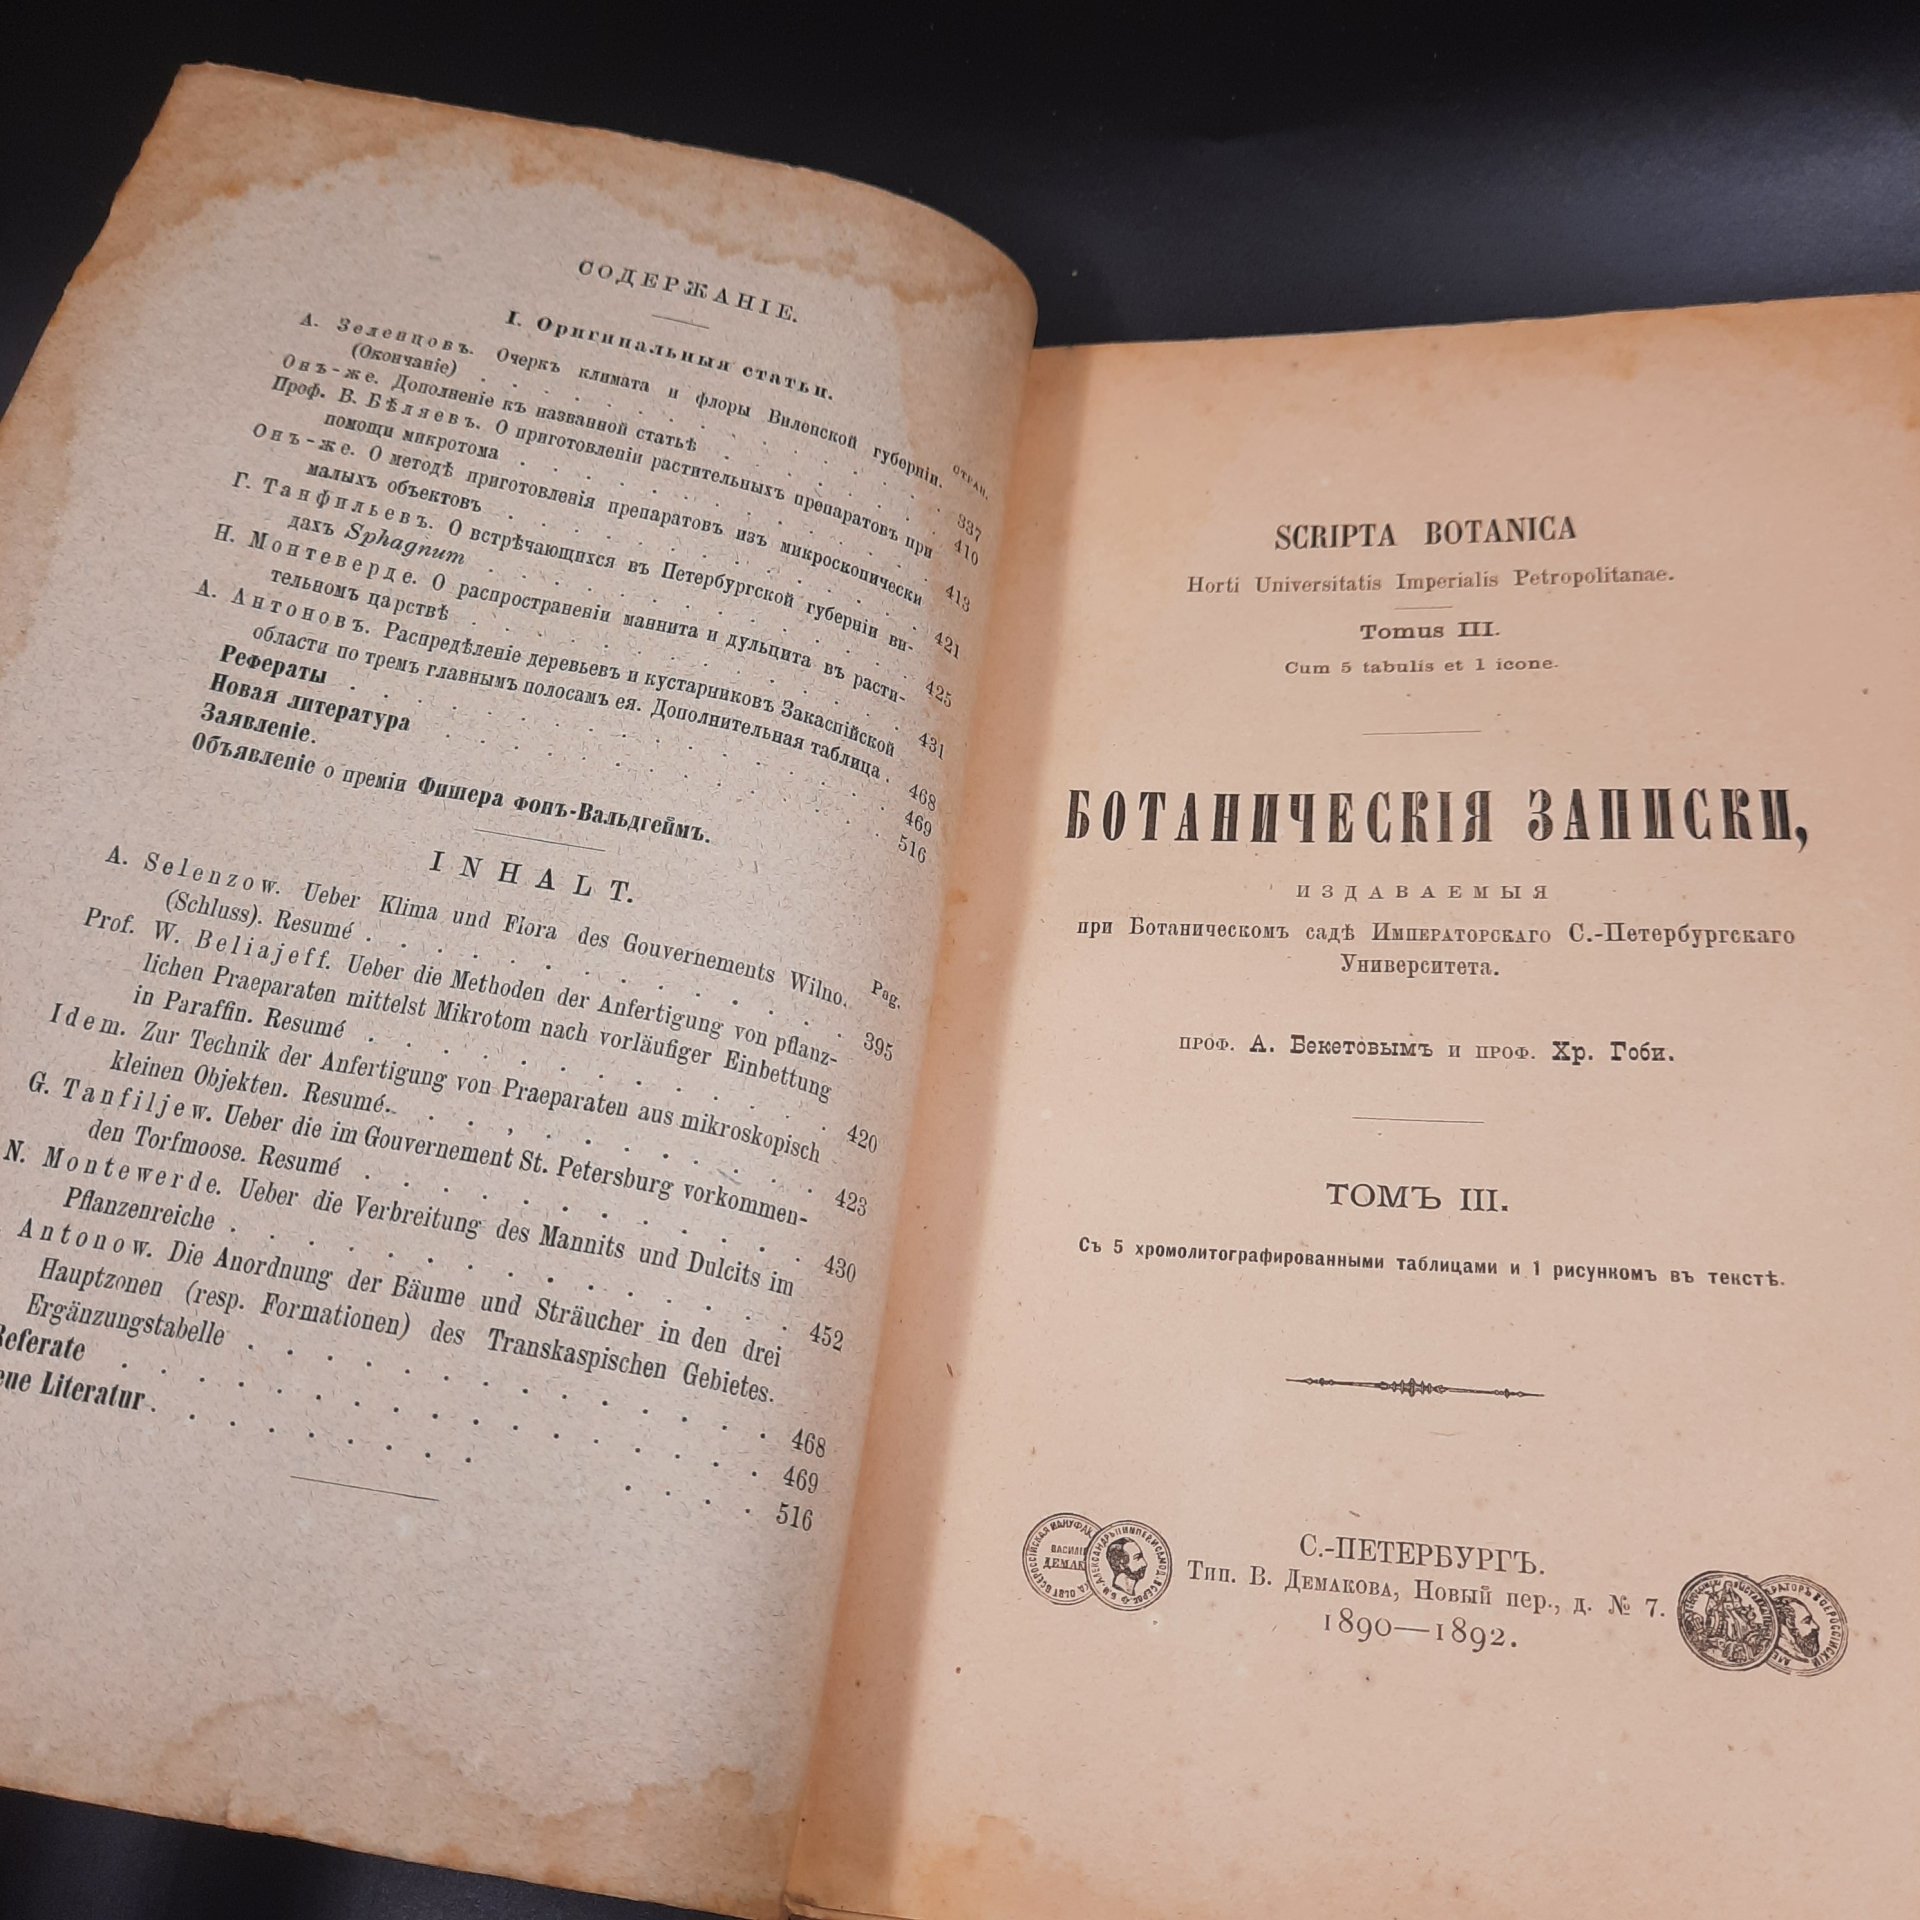 СОДЕРЖАНІЕ.
I. Оригинальныя статьи.
СТРАН.
А. Зеленцовъ. Очеркъ климата и флоры Виленской губерніи.
(Окончаніе) . . . . . . . . . . . . 337
Онъ-же. Дополненіе къ названной статьѣ . . . . . . 410
Проф. В. Бѣляевъ. О приготовленіи растительныхъ препаратовъ при
помощи микротома . . . . . . . . . . . 413
Онъ-же. О методѣ приготовленія препаратовъ изъ микроскопически
малыхъ объектовъ . . . . . . . . . . . 421
Г. Танфильевъ. О встрѣчающихся въ Петербургской губерніи ви-
дахъ Sphagnum . . . . . . . . . . . . 425
Н. Монтеверде. О распространеніи маннита и дульцита въ расти-
тельномъ царствѣ . . . . . . . . . . . 431
А. Антоновъ. Распредѣленіе деревьевъ и кустарниковъ Закаспійской
области по тремъ главнымъ полосамъ ея. Дополнительная таблица . 468
Рефераты . . . . . . . . . . . . . 469
Новая литература . . . . . . . . . . . 516
Заявленіе.
Объявленіе о преміи Фишера фонъ-Вальдгеймъ.
INHALT.
Pag.
A. Selenzow. Ueber Klima und Flora des Gouvernements Wilno.
(Schluss). Resumé . . . . . . . . . . . 395
Prof. W. Beliajeff. Ueber die Methoden der Anfertigung von pflanz-
lichen Praeparaten mittelst Mikrotom nach vorläufiger Einbettung
in Paraffin. Resumé . . . . . . . . . . 420
Idem. Zur Technik der Anfertigung von Praeparaten aus mikroskopisch
kleinen Objekten. Resumé. . . . . . . . . . 423
G. Tanfiljew. Ueber die im Gouvernement St. Petersburg vorkommen-
den Torfmoose. Resumé . . . . . . . . . . 430
N. Montewerde. Ueber die Verbreitung des Mannits und Dulcits im
Pflanzenreiche . . . . . . . . . . . . 452
Antonow. Die Anordnung der Bäume und Sträucher in den drei
Hauptzonen (resp. Formationen) des Transkaspischen Gebietes.
Ergänzungstabelle . . . . . . . . . . . 468
Referate . . . . . . . . . . . . . 469
eue Literatur . . . . . . . . . . . . 516
SCRIPTA BOTANICA
Horti Universitatis Imperialis Petropolitanae.
Tomus III.
Cum 5 tabulis et 1 icone.
БОТАНИЧЕСКІЯ ЗАПИСКИ,
ИЗДАВАЕМЫЯ
при Ботаническомъ садѣ Императорскаго С.-Петербургскаго
Университета.
проф. А. Бекетовымъ и проф. Хр. Гоби.
ТОМЪ III.
Съ 5 хромолитографированными таблицами и 1 рисункомъ въ текстѣ.
С.-ПЕТЕРБУРГЪ.
Тип. В. Демакова, Новый пер., д. № 7.
1890—1892.